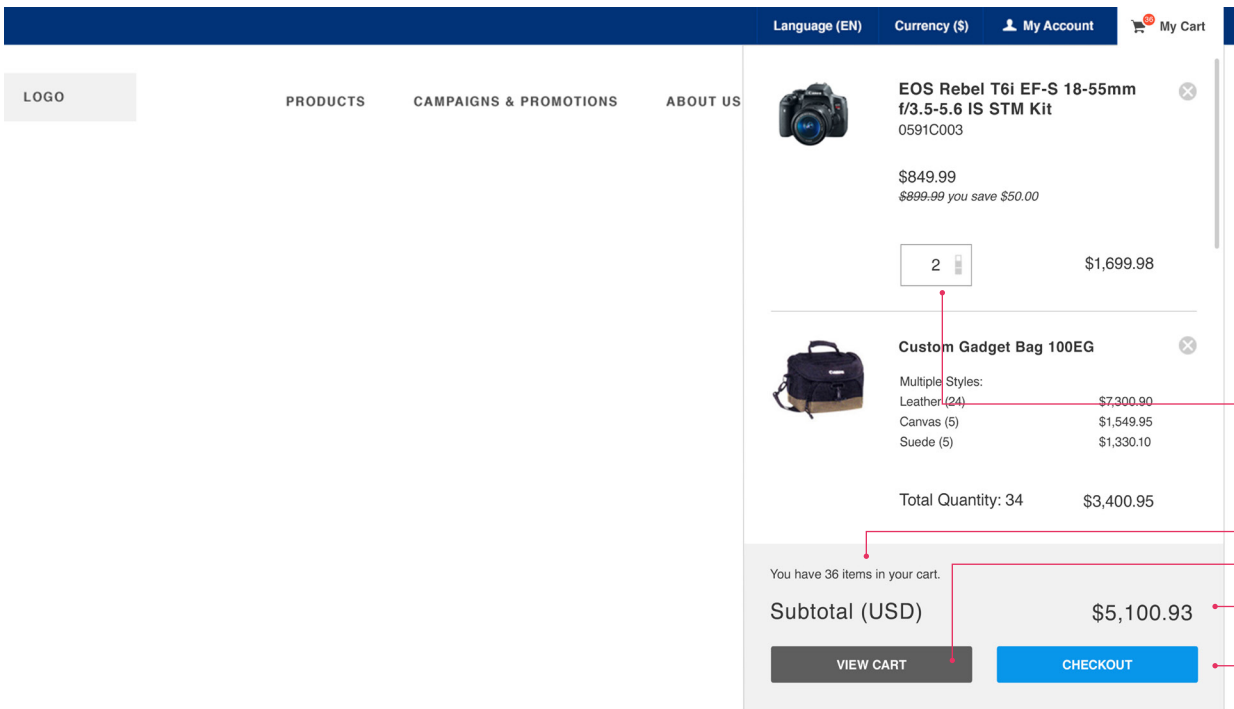 Language (EN) Currency ($) My Account 36 My Cart
LOGO
PRODUCTS CAMPAIGNS & PROMOTIONS ABOUT US
EOS Rebel T6i EF-S 18-55mm
f/3.5-5.6 IS STM Kit
0591C003
$849.99
$899.99 you save $50.00
2 $1,699.98
Custom Gadget Bag 100EG
Multiple Styles:
Leather (24) $7,300.90
Canvas (5) $1,549.95
Suede (5) $1,330.10
Total Quantity: 34 $3,400.95
You have 36 items in your cart.
Subtotal (USD) $5,100.93
VIEW CART CHECKOUT